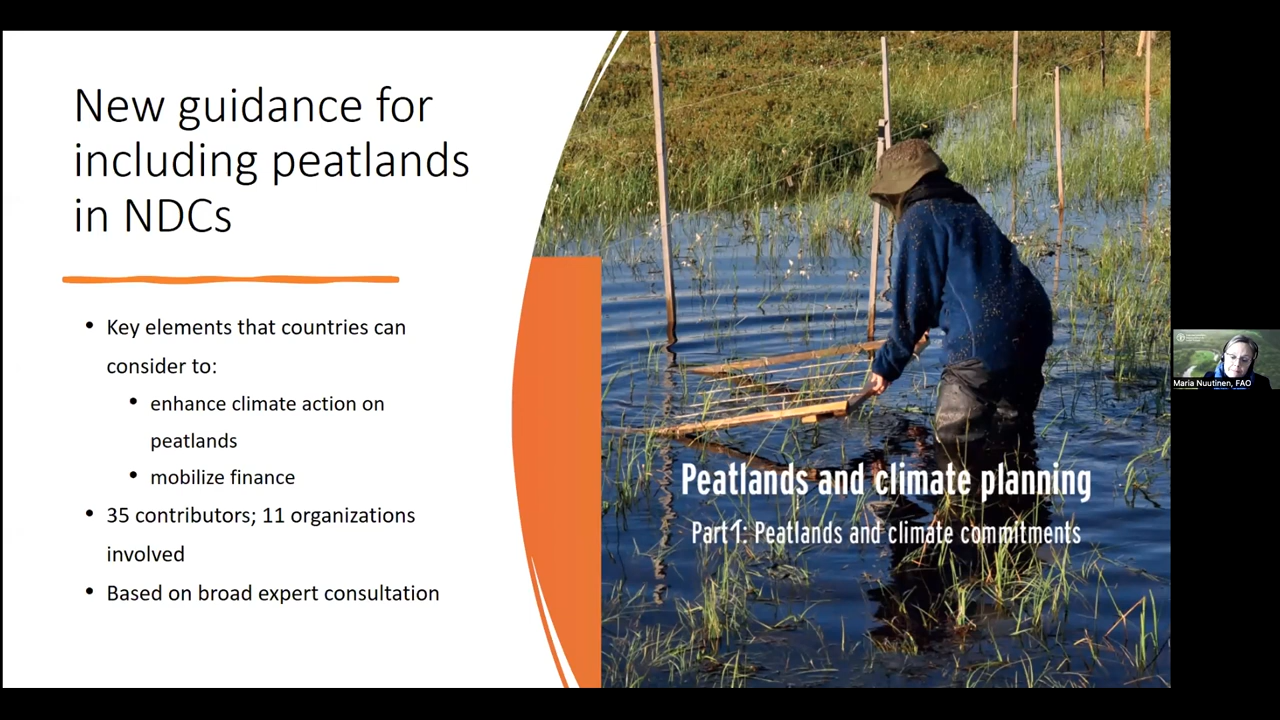 New guidance for
including peatlands
in NDCs
• Key elements that countries can
consider to:
• enhance climate action on
peatlands
• mobilize finance
• 35 contributors; 11 organizations
involved
• Based on broad expert consultation
Peatlands and climate planning
Part 1: Peatlands and climate commitments
Maria Nuutinen, FAO